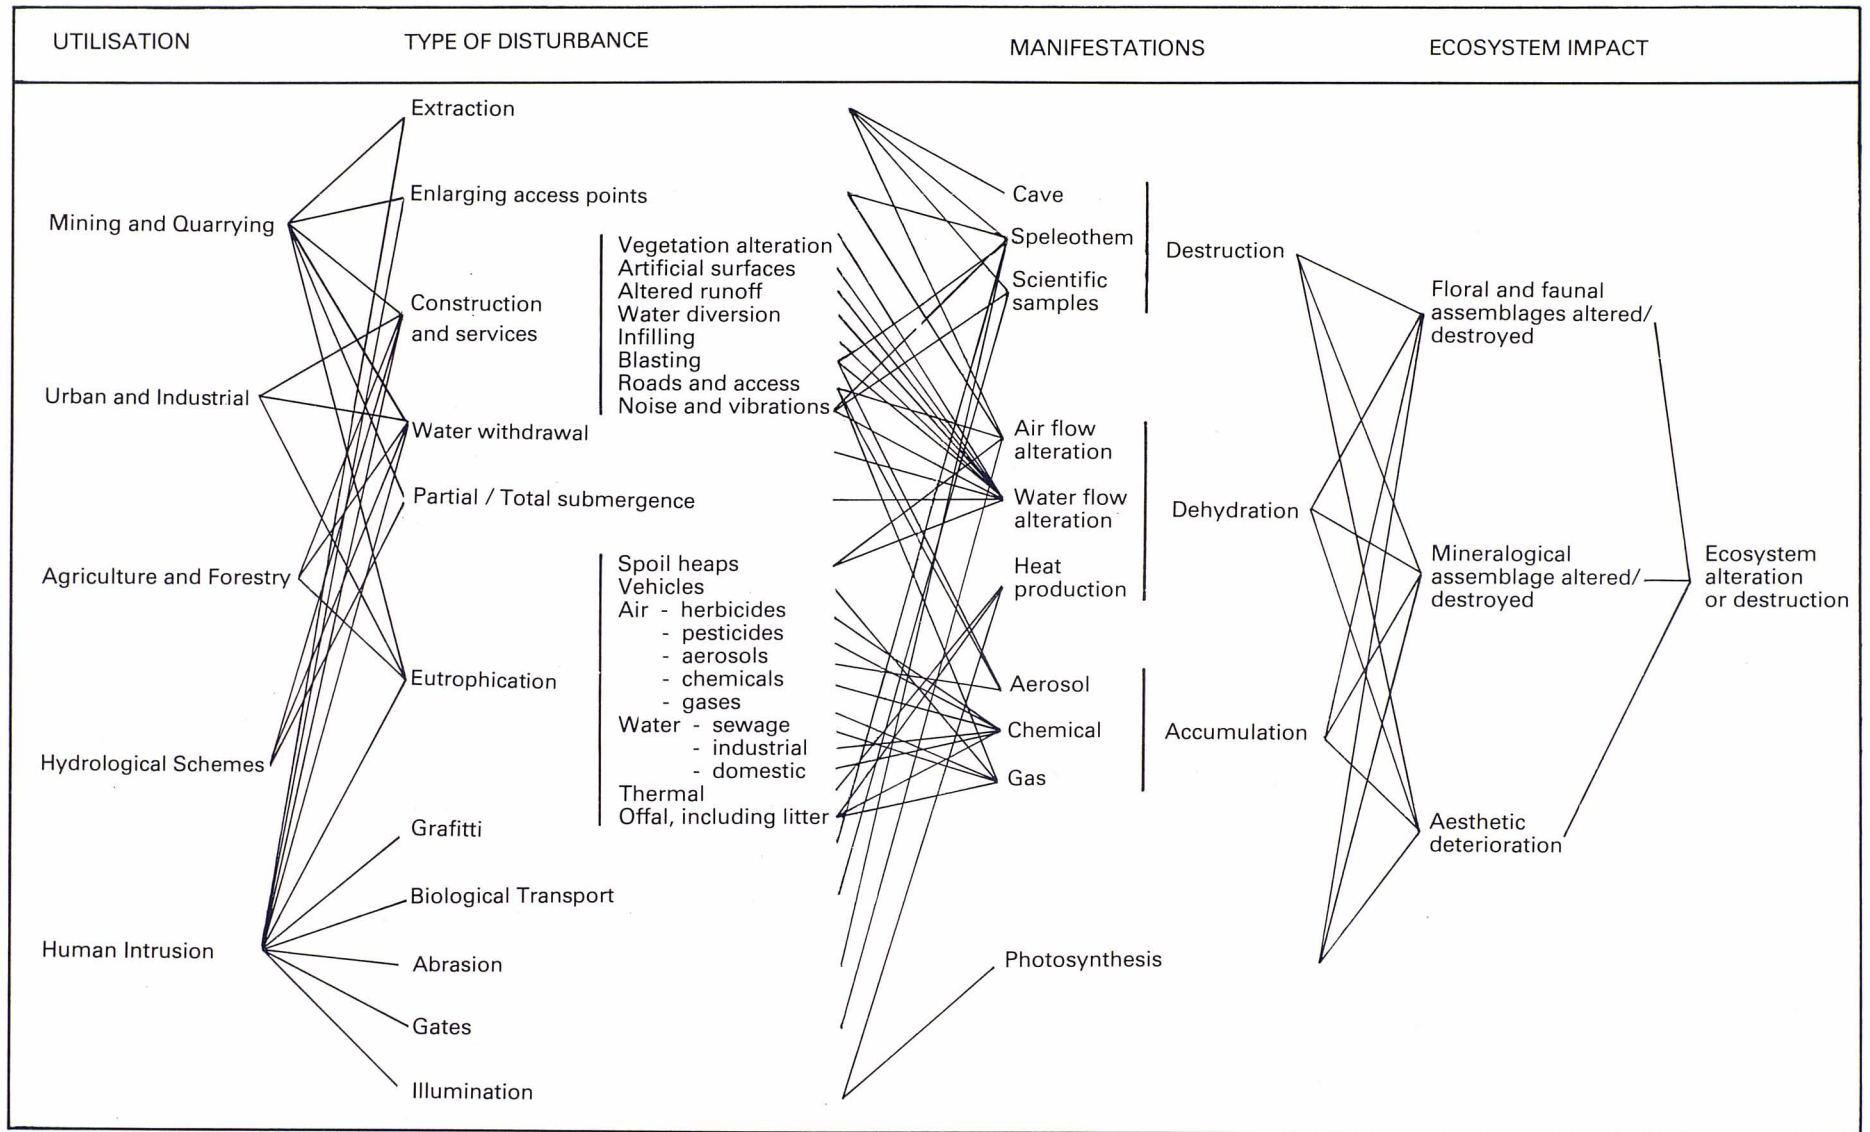 UTILISATION
TYPE OF DISTURBANCE
MANIFESTATIONS
ECOSYSTEM IMPACT
Mining and Quarrying
Urban and Industrial
Agriculture and Forestry
Hydrological Schemes
Human Intrusion
Extraction
Enlarging access points
Construction
and services
Water withdrawal
Partial / Total submergence
Eutrophication
Grafitti
Biological Transport
Abrasion
Gates
Illumination
Vegetation alteration
Artificial surfaces
Altered runoff
Water diversion
Infilling
Blasting
Roads and access
Noise and vibrations
Spoil heaps
Vehicles
Air - herbicides
- pesticides
- aerosols
- chemicals
- gases
Water - sewage
- industrial
- domestic
Thermal
Offal, including litter
Cave
Speleothem
Scientific
samples
Air flow
alteration
Water flow
alteration
Heat
production
Aerosol
Chemical
Gas
Photosynthesis
Destruction
Dehydration
Accumulation
Floral and faunal
assemblages altered/
destroyed
Mineralogical
assemblage altered/
destroyed
Aesthetic
deterioration
Ecosystem
alteration
or destruction